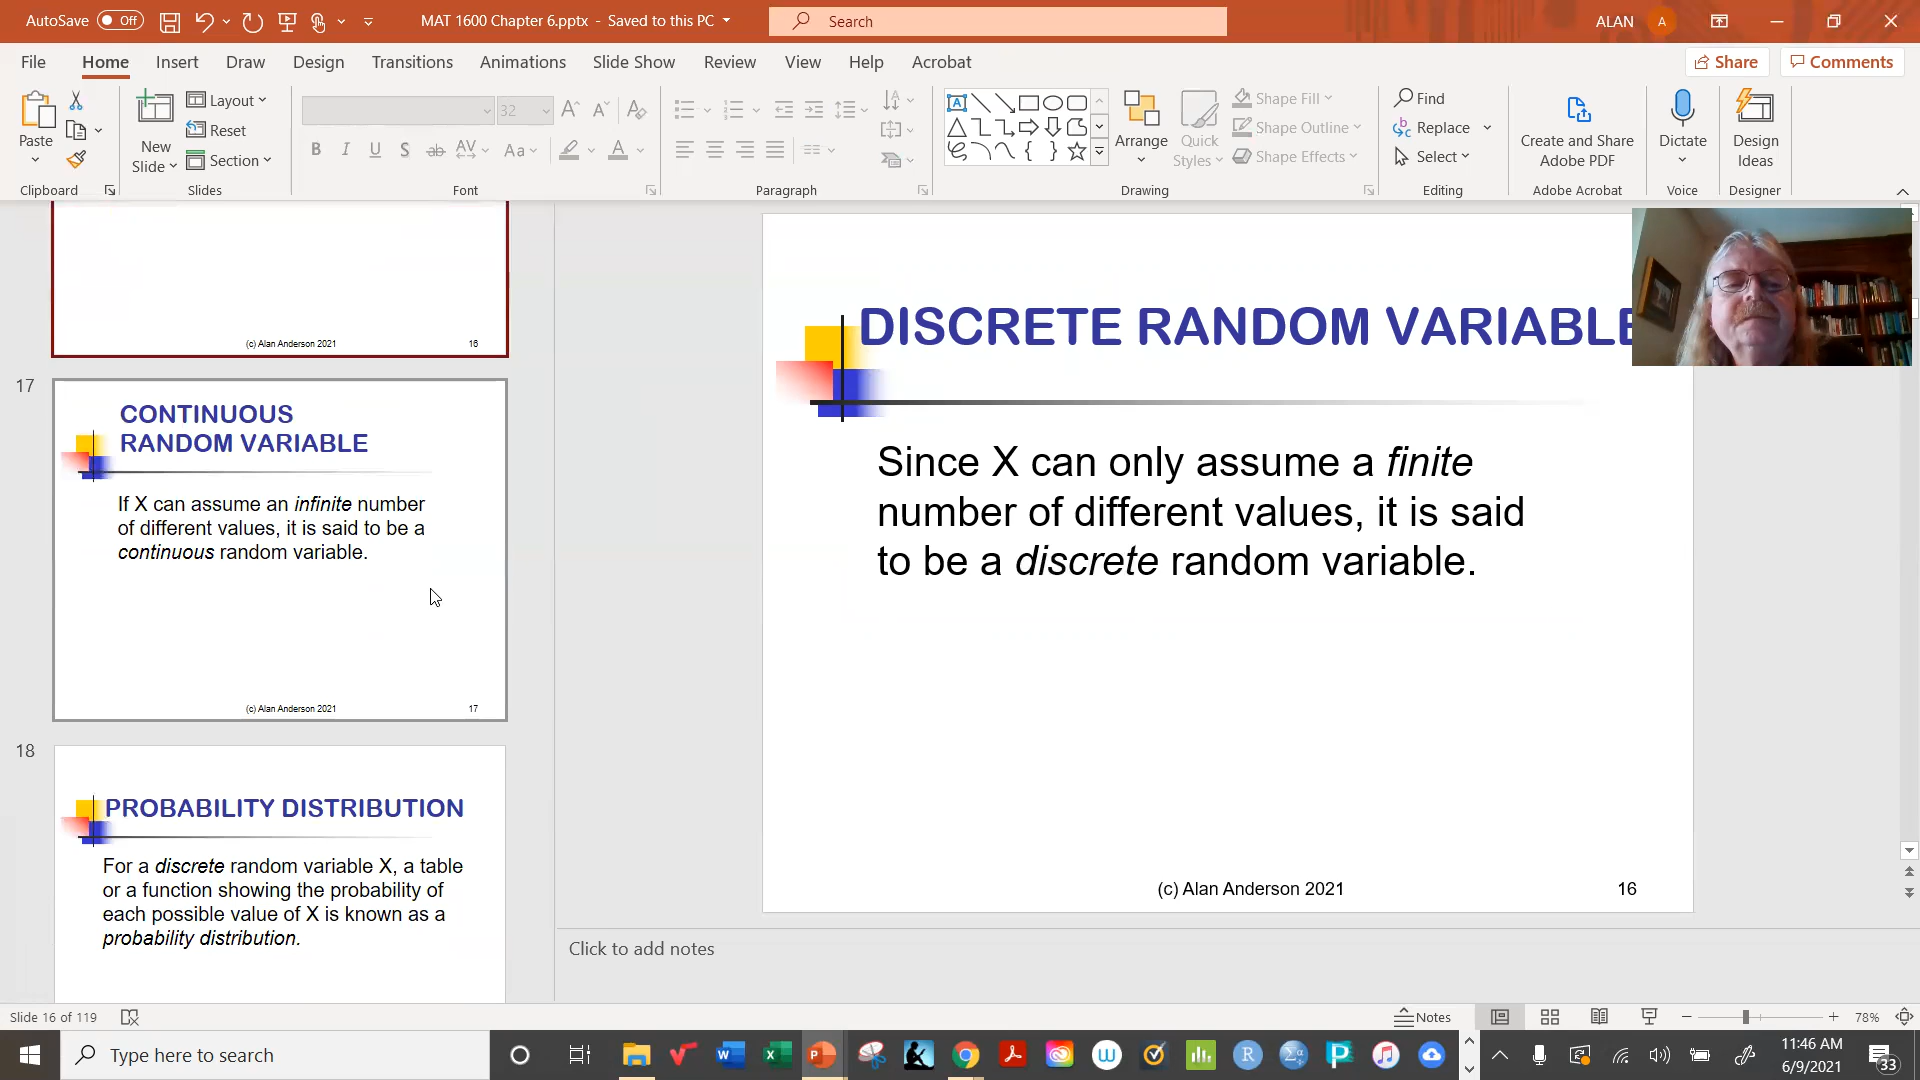 AutoSave Off MAT 1600 Chapter 6.pptx - Saved to this PC Search ALAN A
File Home Insert Draw Design Transitions Animations Slide Show Review View Help Acrobat Share Comments
Paste
New
Slide
Layout
Reset
Section
32
B I U S ab AV Aa A
Arrange
Quick
Styles
Shape Fill
Shape Outline
Shape Effects
Find
Replace
Select
Create and Share
Adobe PDF
Dictate
Design
Ideas
Clipboard Slides Font Paragraph Drawing Editing Adobe Acrobat Voice Designer
(c) Alan Anderson 2021 16
17
CONTINUOUS
RANDOM VARIABLE
If X can assume an infinite number
of different values, it is said to be a
continuous random variable.
(c) Alan Anderson 2021 17
18
PROBABILITY DISTRIBUTION
For a discrete random variable X, a table
or a function showing the probability of
each possible value of X is known as a
probability distribution.
DISCRETE RANDOM VARIABLE
Since X can only assume a finite
number of different values, it is said
to be a discrete random variable.
(c) Alan Anderson 2021 16
Click to add notes
Slide 16 of 119 Notes 78%
Type here to search
11:46 AM
6/9/2021
33